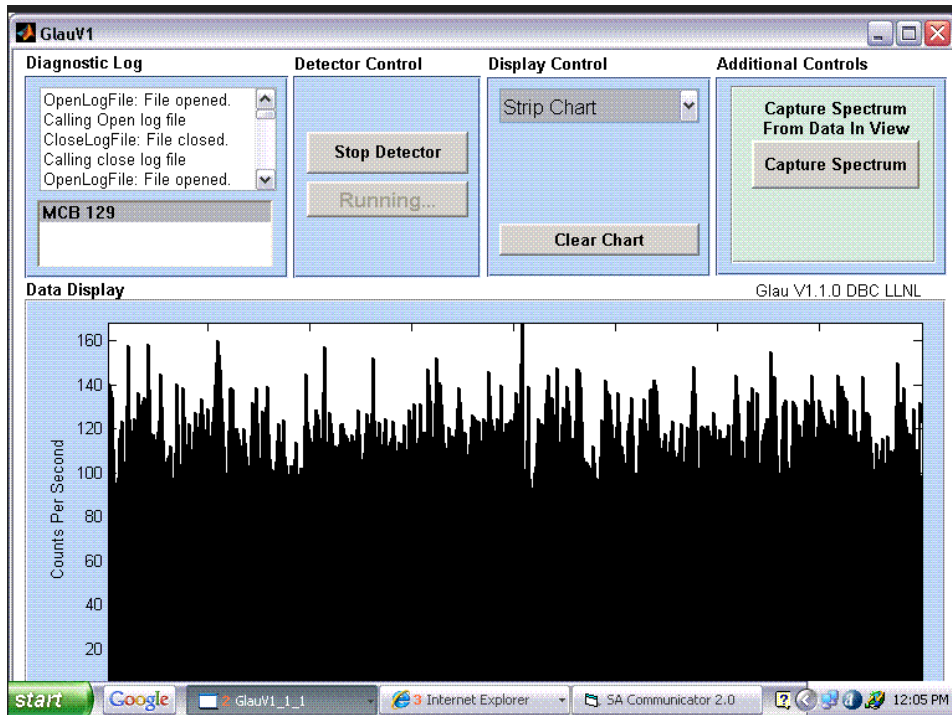 GlauV1
Diagnostic Log
OpenLogFile: File opened.
Calling Open log file
CloseLogFile: File closed.
Calling close log file
OpenLogFile: File opened.
MCB 129
Detector Control
Stop Detector
Running...
Display Control
Strip Chart
Clear Chart
Additional Controls
Capture Spectrum
From Data In View
Capture Spectrum
Data Display
Glau V1.1.0 DBC LLNL
Counts Per Second
160
140
120
100
80
60
40
20
start
Google
2 GlauV1_1_1
3 Internet Explorer
SA Communicator 2.0
12:05 PM